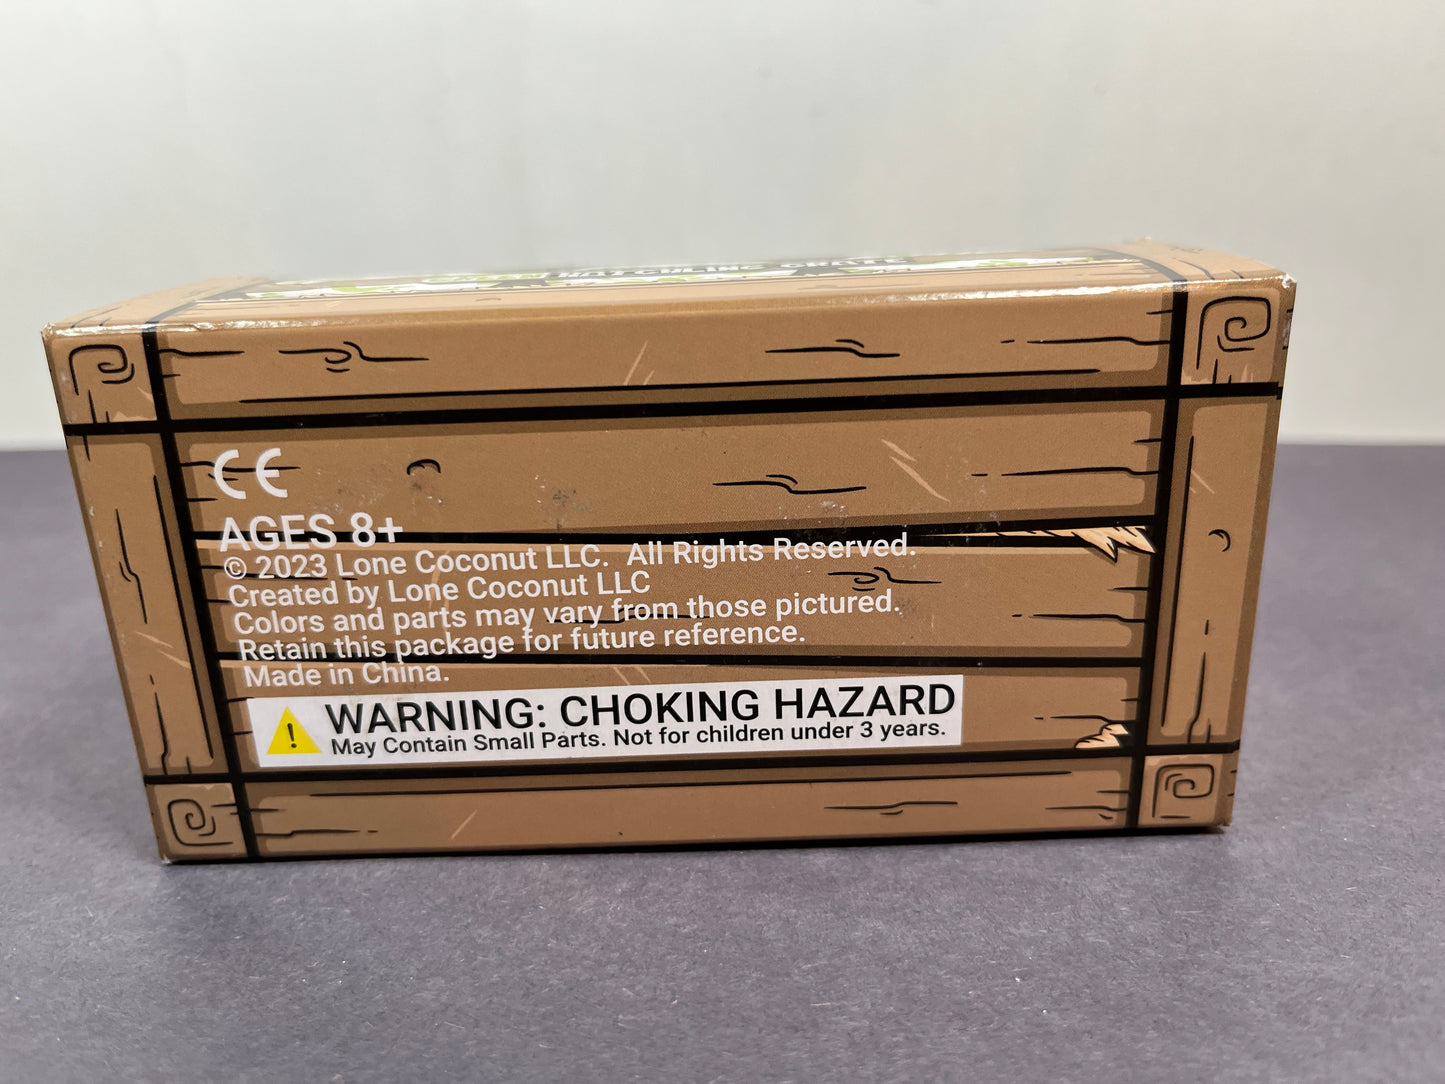 HATCHLING CRATE
CE
AGES 8+
© 2023 Lone Coconut LLC. All Rights Reserved.
Created by Lone Coconut LLC
Colors and parts may vary from those pictured.
Retain this package for future reference.
Made in China.
WARNING: CHOKING HAZARD
May Contain Small Parts. Not for children under 3 years.